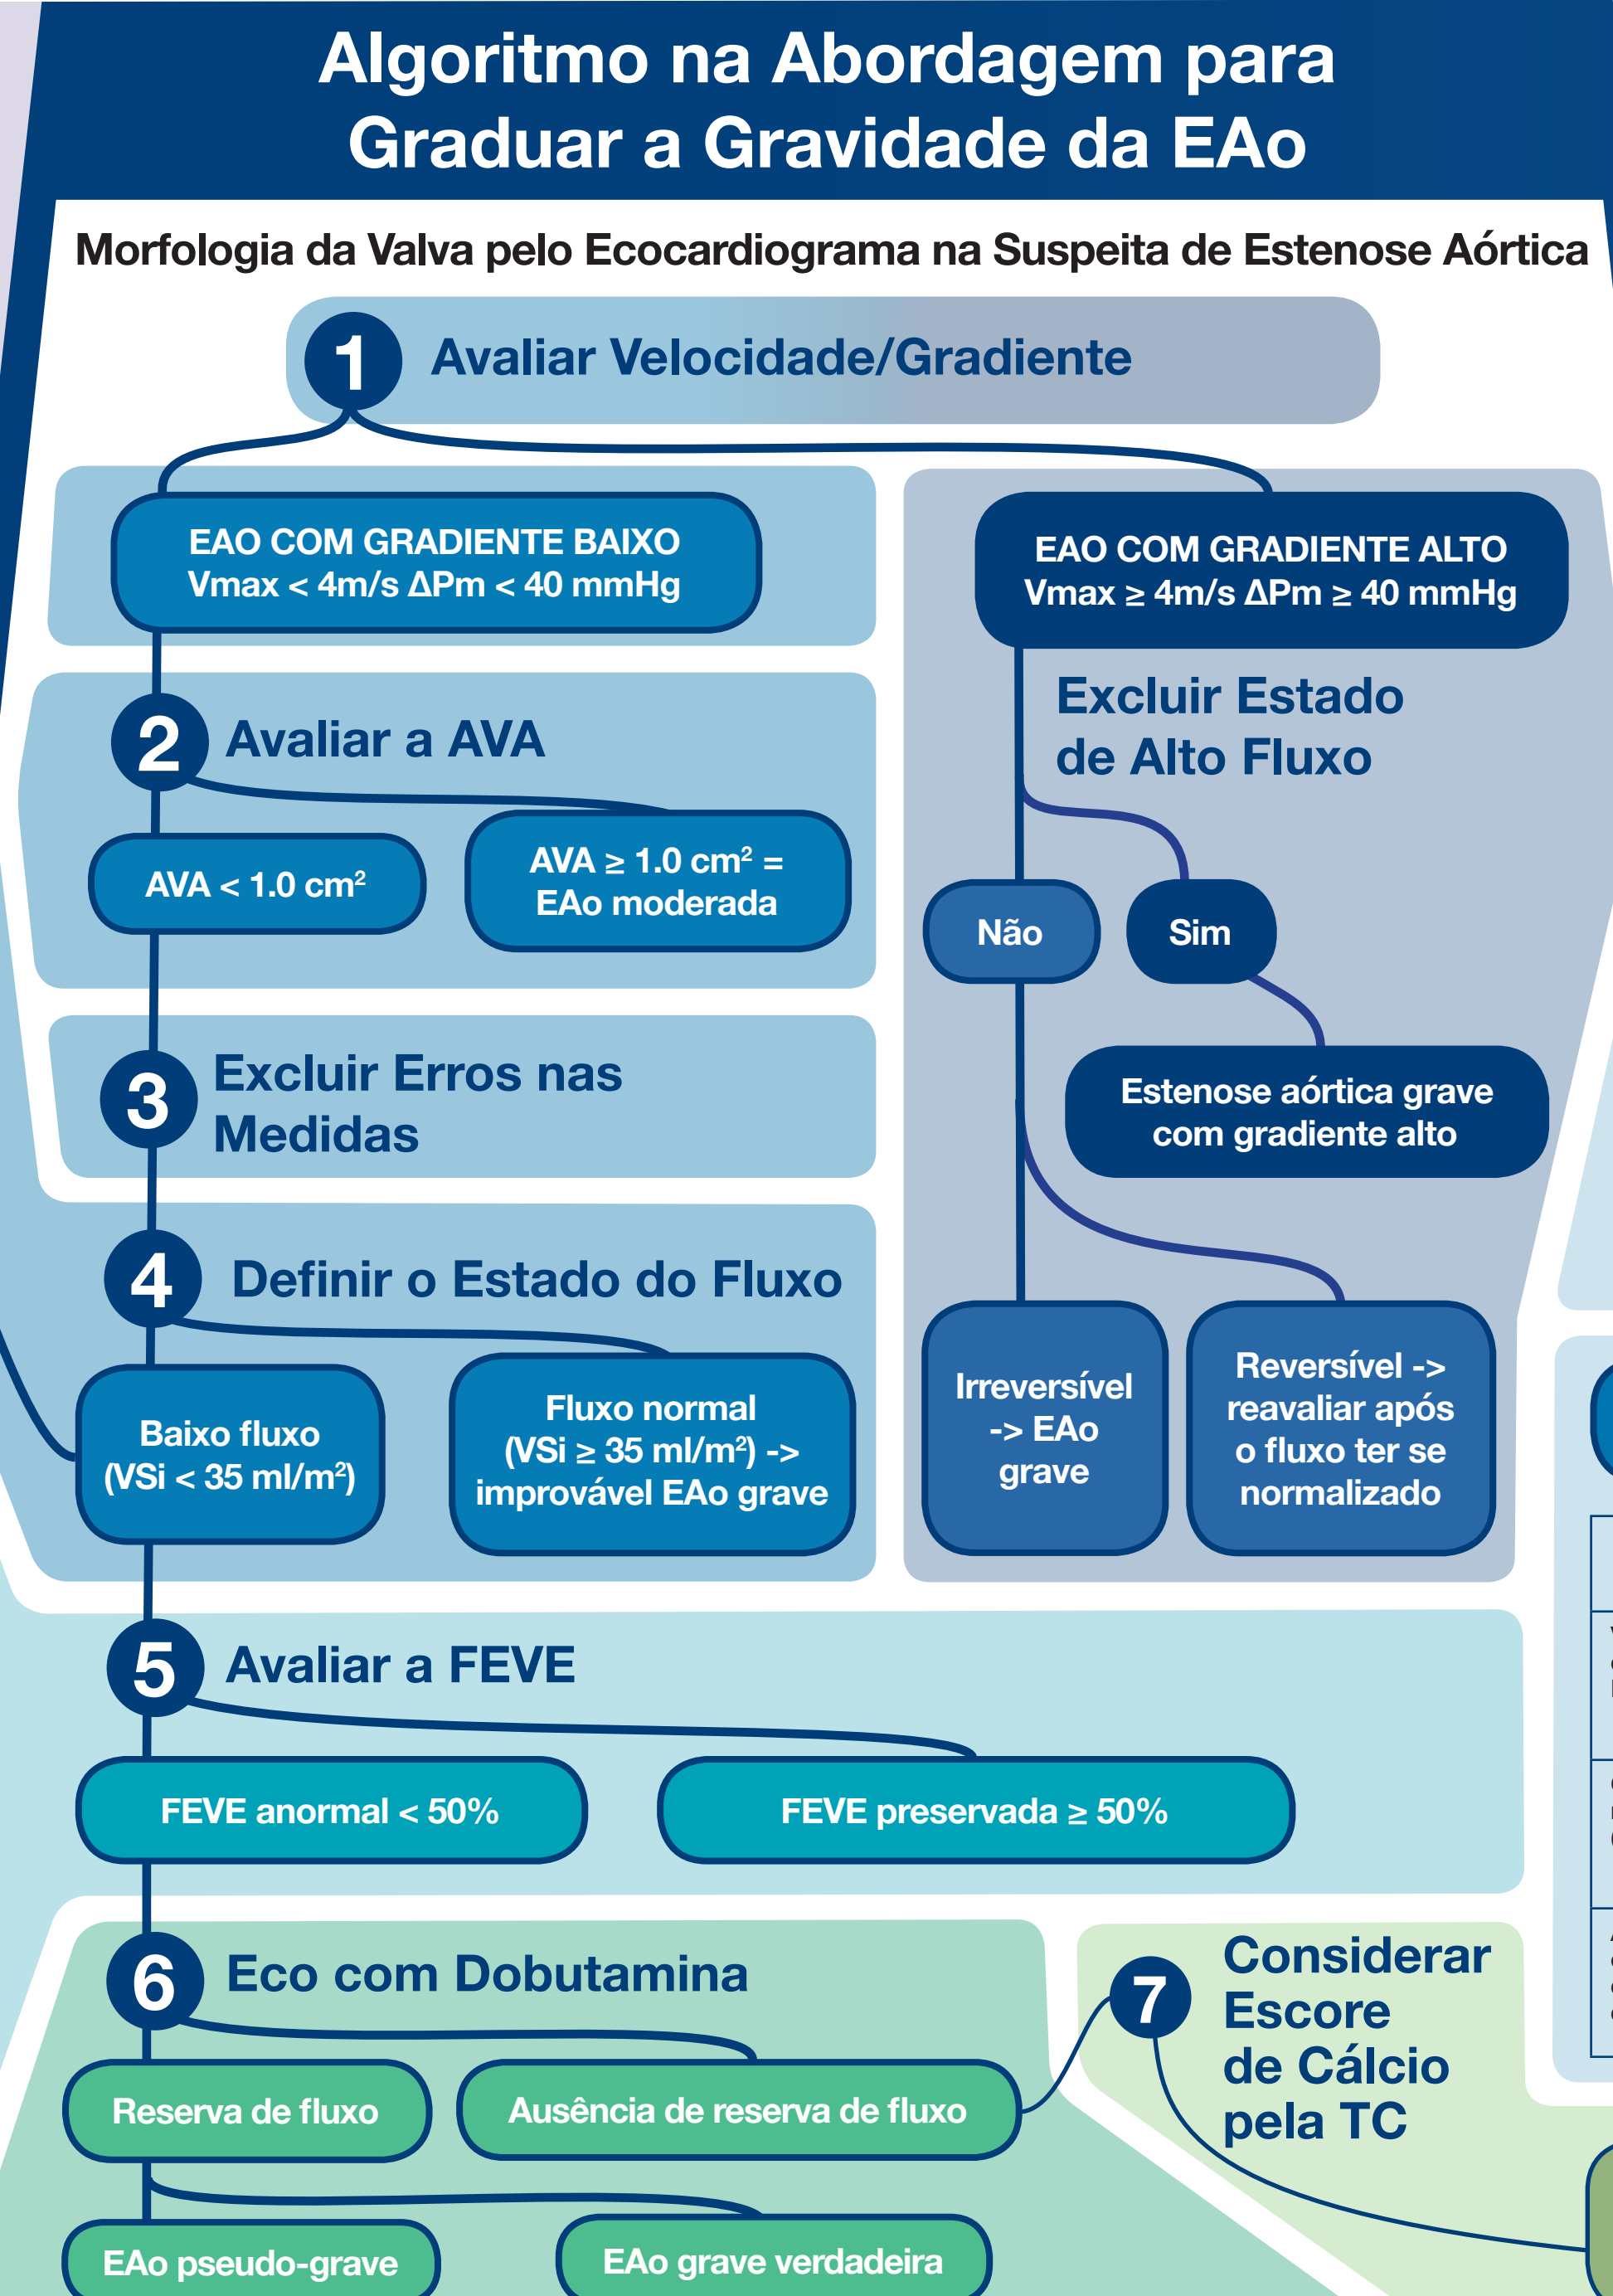 Algoritmo na Abordagem para
Graduar a Gravidade da EAo
Morfologia da Valva pelo Ecocardiograma na Suspeita de Estenose Aórtica
1 Avaliar Velocidade/Gradiente
EAO COM GRADIENTE BAIXO
Vmax < 4m/s ΔPm < 40 mmHg
2 Avaliar a AVA
AVA < 1.0 cm²
AVA ≥ 1.0 cm² =
EAo moderada
3 Excluir Erros nas
Medidas
4 Definir o Estado do Fluxo
Baixo fluxo
(VSi < 35 ml/m²)
Fluxo normal
(VSi ≥ 35 ml/m²) ->
improvável EAo grave
EAO COM GRADIENTE ALTO
Vmax ≥ 4m/s ΔPm ≥ 40 mmHg
Excluir Estado
de Alto Fluxo
Não
Sim
Estenose aórtica grave
com gradiente alto
Irreversível
-> EAo
grave
Reversível ->
reavaliar após
o fluxo ter se
normalizado
5 Avaliar a FEVE
FEVE anormal < 50%
FEVE preservada ≥ 50%
6 Eco com Dobutamina
Reserva de fluxo
Ausência de reserva de fluxo
EAo pseudo-grave
EAo grave verdadeira
7 Considerar
Escore
de Cálcio
pela TC